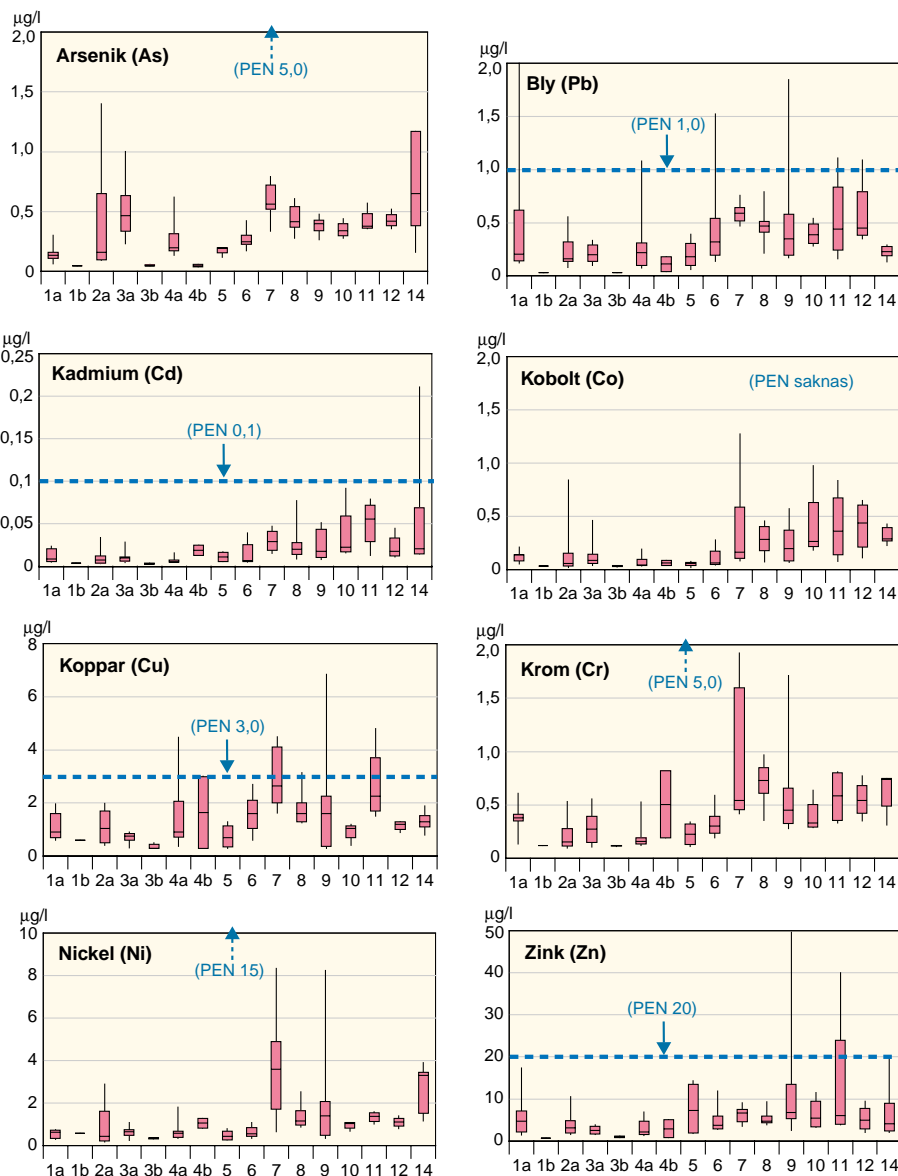 µg/l
2,0
1,5
1,0
0,5
0
Arsenik (As)
(PEN 5,0)
1a 1b 2a 3a 3b 4a 4b 5 6 7 8 9 10 11 12 14
µg/l
2,0
1,5
1,0
0,5
0
Bly (Pb)
(PEN 1,0)
1a 1b 2a 3a 3b 4a 4b 5 6 7 8 9 10 11 12 14
µg/l
0,25
0,2
0,15
0,1
0,05
0
Kadmium (Cd)
(PEN 0,1)
1a 1b 2a 3a 3b 4a 4b 5 6 7 8 9 10 11 12 14
2,0
1,5
1,0
0,5
0
Kobolt (Co)
(PEN saknas)
1a 1b 2a 3a 3b 4a 4b 5 6 7 8 9 10 11 12 14
µg/l
8
6
4
2
0
Koppar (Cu)
(PEN 3,0)
1a 1b 2a 3a 3b 4a 4b 5 6 7 8 9 10 11 12 14
µg/l
2,0
1,5
1,0
0,5
0
Krom (Cr)
(PEN 5,0)
1a 1b 2a 3a 3b 4a 4b 5 6 7 8 9 10 11 12 14
µg/l
10
8
6
4
2
0
Nickel (Ni)
(PEN 15)
1a 1b 2a 3a 3b 4a 4b 5 6 7 8 9 10 11 12 14
µg/l
50
40
30
20
10
0
Zink (Zn)
(PEN 20)
1a 1b 2a 3a 3b 4a 4b 5 6 7 8 9 10 11 12 14